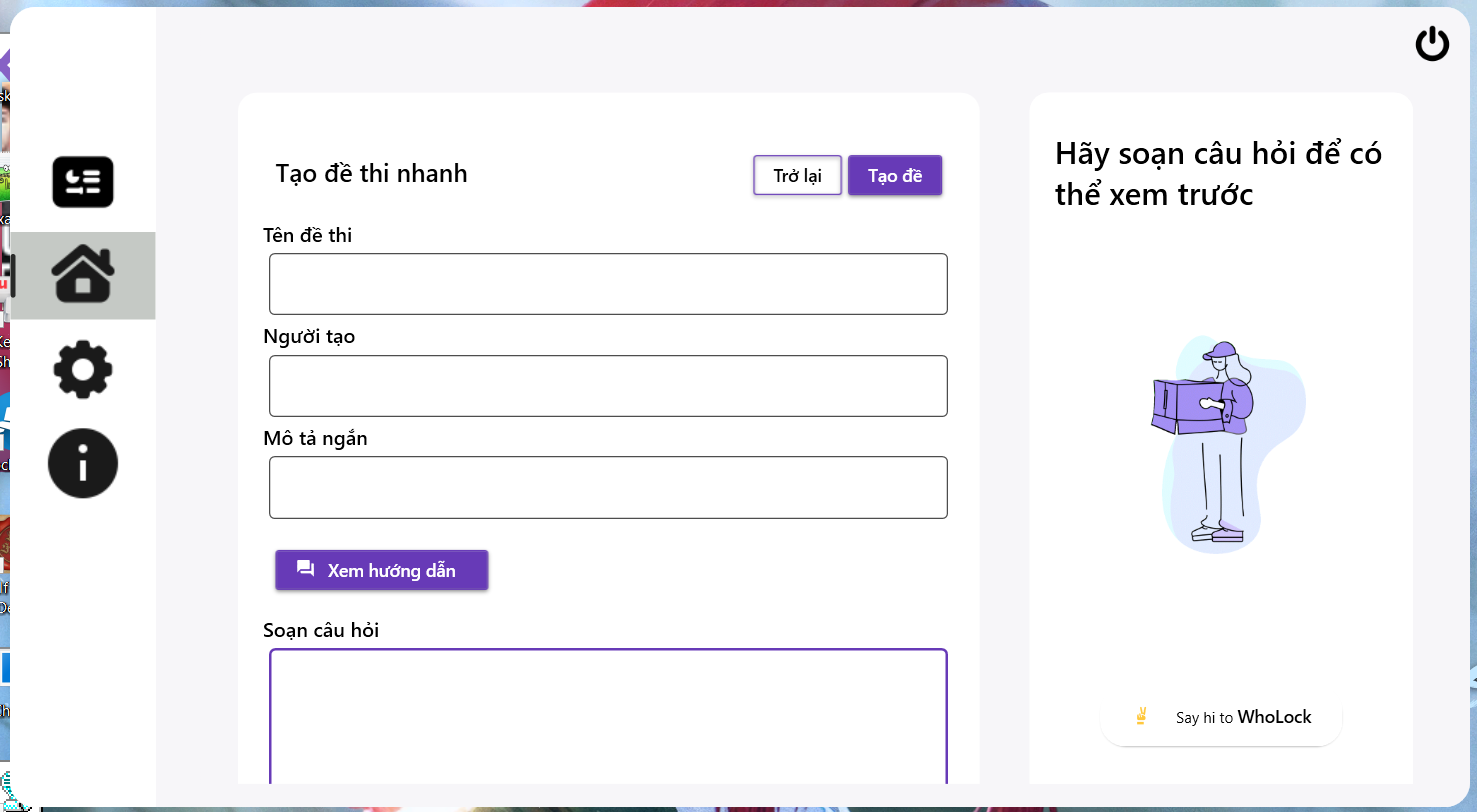 Tạo đề thi nhanh
Trở lại
Tạo đề
Tên đề thi
Người tạo
Mô tả ngắn
Xem hướng dẫn
Soạn câu hỏi
Hãy soạn câu hỏi để có
thể xem trước
Say hi to WhoLock